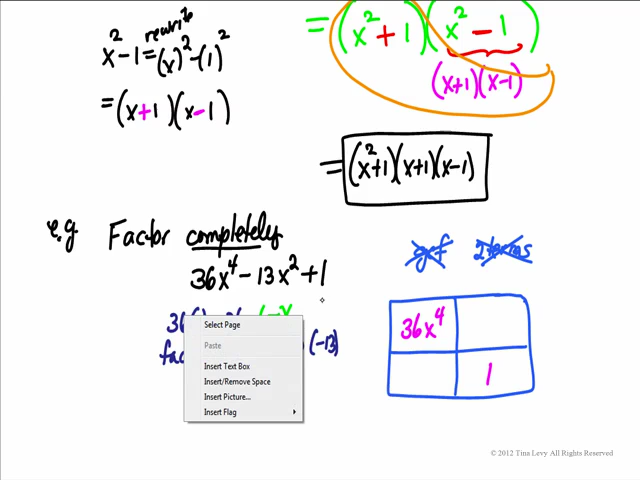 x² - 1 = (x)² - (1)²
rewrite
= (x+1)(x-1)
= (x² + 1)(x² - 1)
(x+1)(x-1)
= (x²+1)(x+1)(x-1)
e.g Factor completely
36x⁴ - 13x² + 1
gcf 2 terms
36x⁴
1
(-13)
Select Page
Paste
Insert Text Box
Insert/Remove Space
Insert Picture...
Insert Flag
© 2012 Tina Levy All Rights Reserved